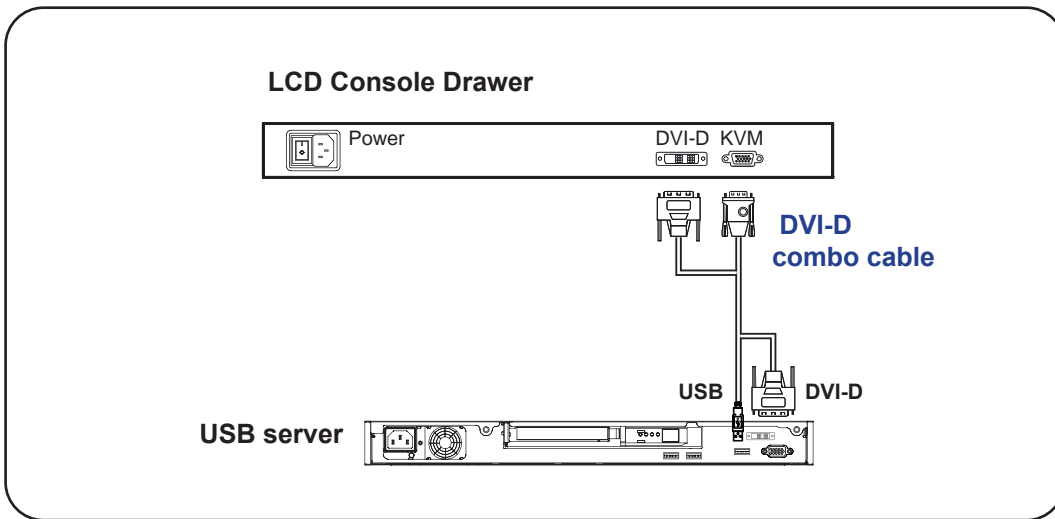 LCD Console Drawer
Power
DVI-D KVM
DVI-D
combo cable
USB
DVI-D
USB server